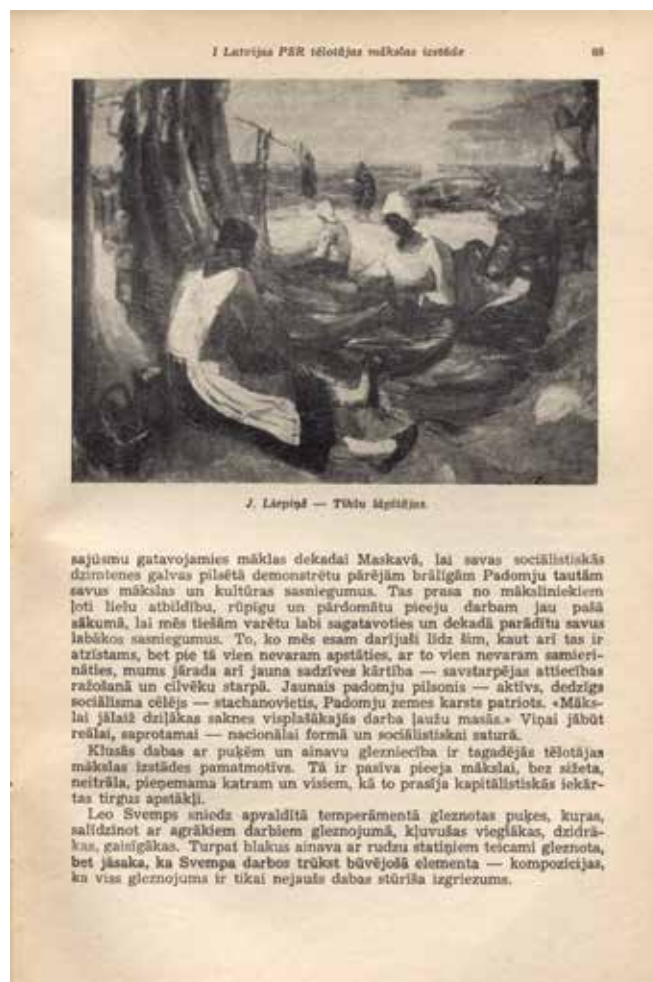 I Latvijas PSR tēlotājas mākslas izstāde
J. Liepiņš — Tīklu lāpītājas
sajūsmu gatavojamies māklas dekadai Maskavā, lai savas sociālistiskās
dzimtenes galvas pilsētā demonstrētu pārējām brālīgām Padomju tautām
savus mākslas un kultūras sasniegumus. Tas prasa no māksliniekiem
ļoti lielu atbildību, rūpīgu un pārdomātu pieeju darbam jau pašā
sākumā, lai mēs tiešām varētu labi sagatavoties un dekadā parādītu savus
labākos sasniegumus. To, ko mēs esam darījuši līdz šim, kaut arī tas ir
atzīstams, bet pie tā vien nevaram apstāties, ar to vien nevaram samieri-
nāties, mums jārada arī jauna sadzīves kārtība — savstarpējas attiecības
ražošanā un cilvēku starpā. Jaunais padomju pilsonis — aktīvs, dedzīgs
sociālisma cēlējs — stachanovietis, Padomju zemes karsts patriots. «Māks-
lai jālaiž dziļākas saknes visplašākajās darba ļaužu masās.» Viņai jābūt
reālai, saprotamai — nacionālai formā un sociālistiskai saturā.
Klusās dabas ar puķēm un ainavu glezniecība ir tagadējās tēlotājas
mākslas izstādes pamatmotīvs. Tā ir pasīva pieeja mākslai, bez sižeta,
neitrāla, pieņemama katram un visiem, kā to prasīja kapitālistiskās iekār-
tas tirgus apstākļi.
Leo Svemps sniedz apvaldītā temperāmentā gleznotas puķes, kuŗas,
salīdzinot ar agrākiem darbiem gleznojumā, kļuvušas vieglākas, dzidrā-
kas, gaisīgākas. Turpat blakus ainava ar rudzu statiņiem teicami gleznota,
bet jāsaka, ka Svempa darbos trūkst būvējošā elementa — kompozīcijas,
ka viss gleznojums ir tikai nejaušs dabas stūrīša izgriezums.